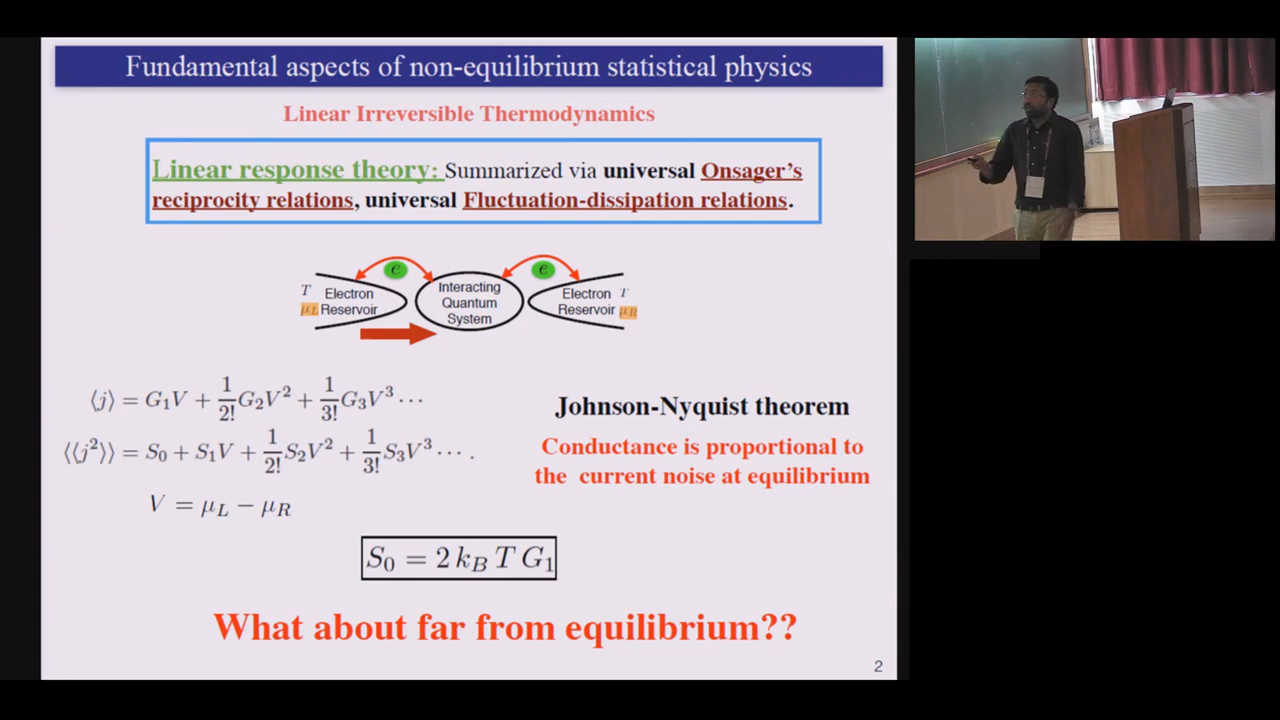 Fundamental aspects of non-equilibrium statistical physics
Linear Irreversible Thermodynamics
Linear response theory: Summarized via universal Onsager's
reciprocity relations, universal Fluctuation-dissipation relations.
e e
T Electron Reservoir μ_L
Interacting
Quantum
System
Electron Reservoir T μ_R
⟨j⟩ = G₁V + 1/2! G₂V² + 1/3! G₃V³ ⋯
⟨⟨j²⟩⟩ = S₀ + S₁V + 1/2! S₂V² + 1/3! S₃V³ ⋯ .
V = μ_L − μ_R
Johnson-Nyquist theorem
Conductance is proportional to
the current noise at equilibrium
S₀ = 2 k_B T G₁
What about far from equilibrium??
2